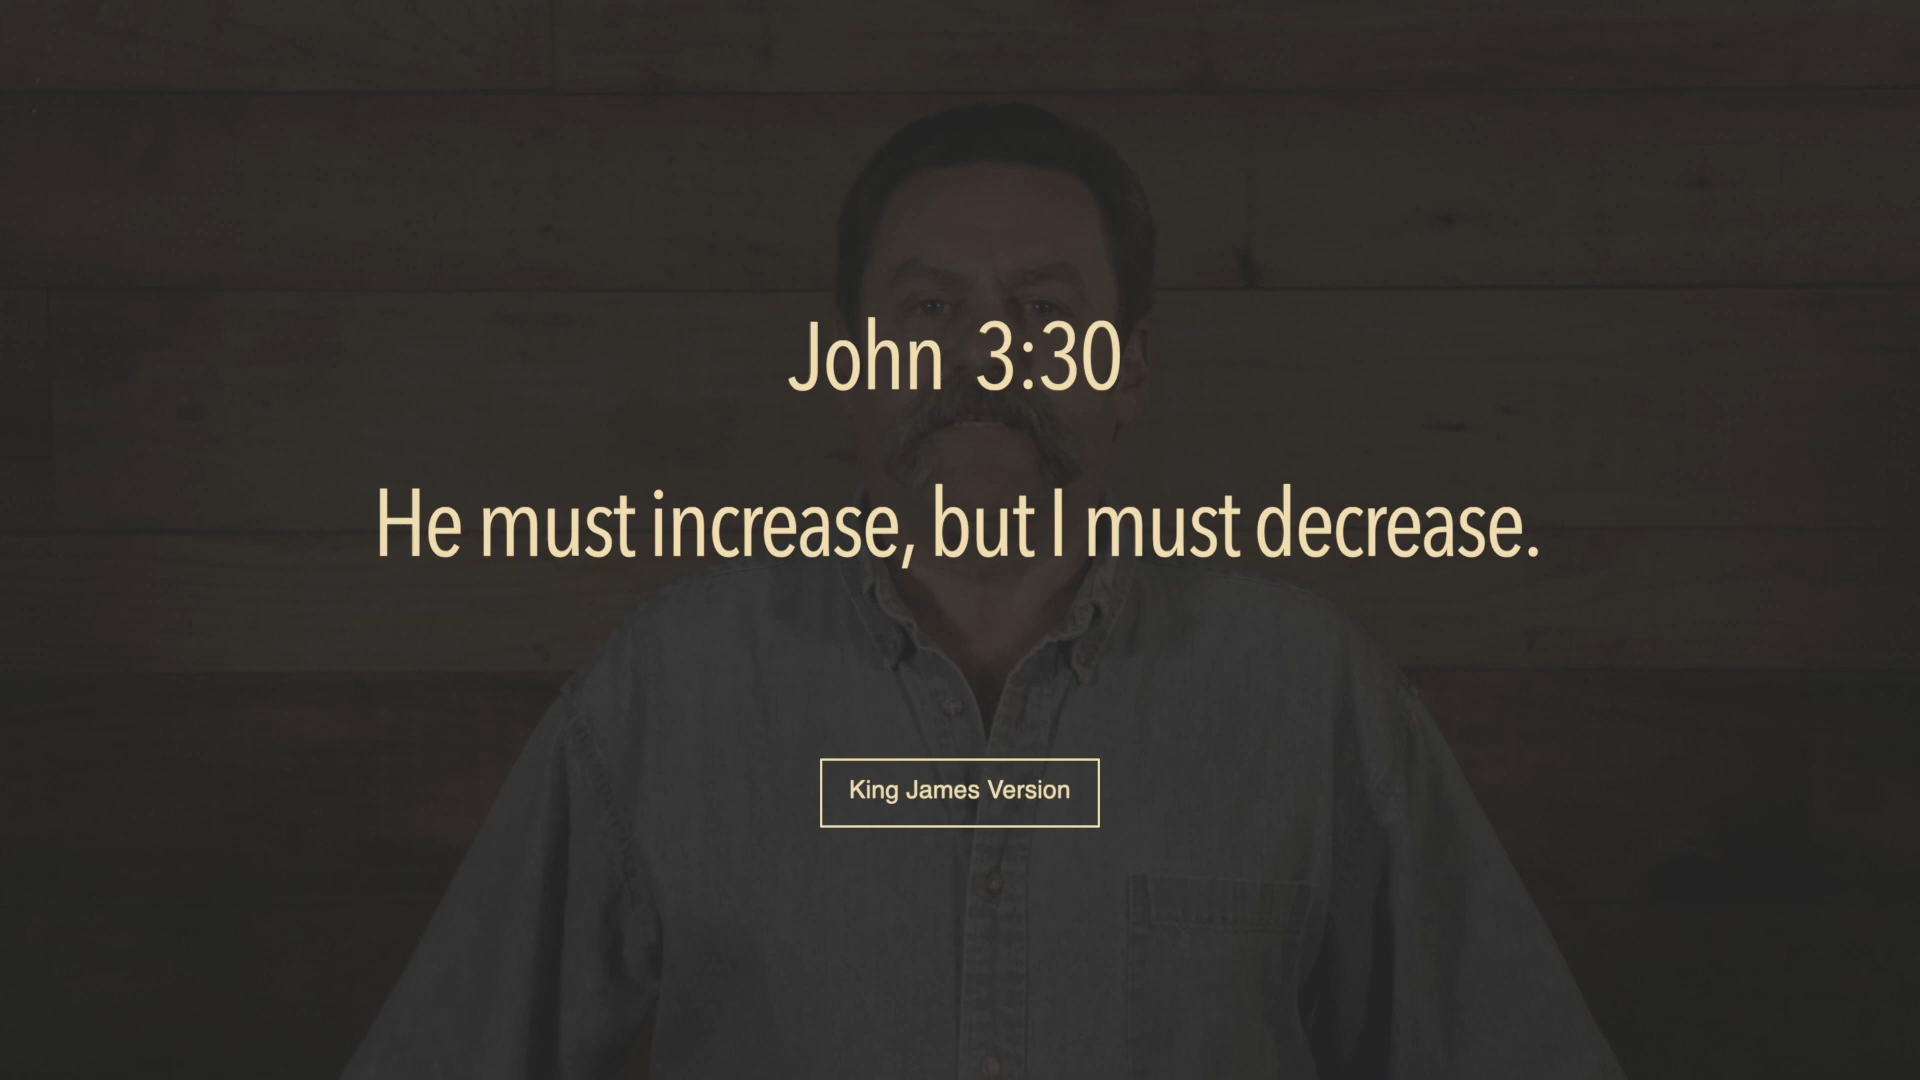 John 3:30
He must increase, but I must decrease.
King James Version